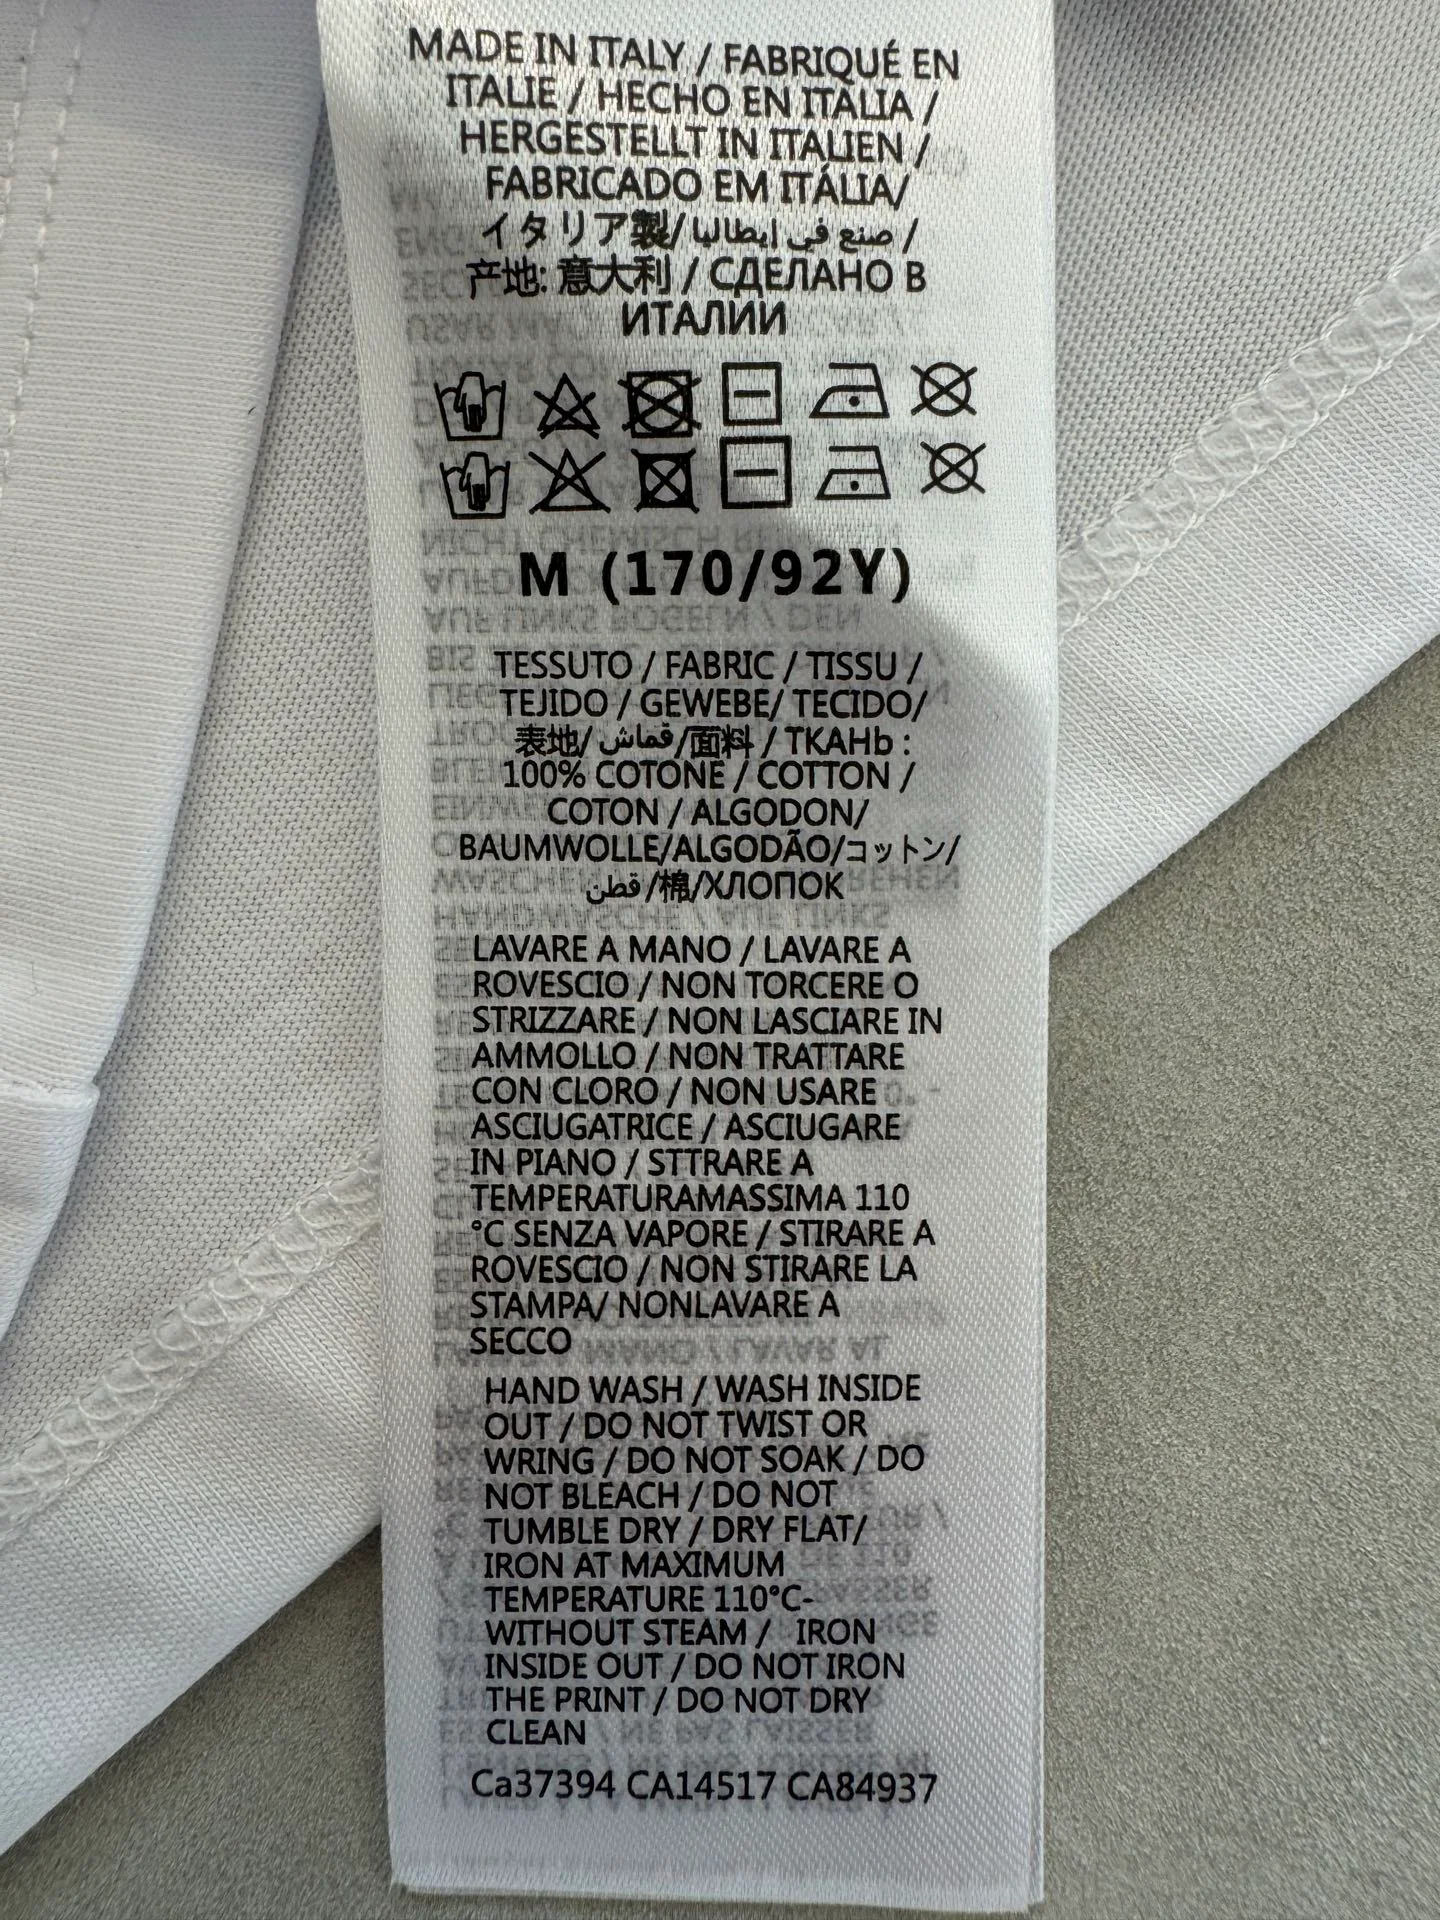 MADE IN ITALY / FABRIQUÉ EN
ITALIE / HECHO EN ITALIA /
HERGESTELLT IN ITALIEN /
FABRICADO EM ITÁLIA/
イタリア製/ صنع في إيطاليا /
产地: 意大利 / СДЕЛАНО В
ИТАЛИИ
M (170/92Y)
TESSUTO / FABRIC / TISSU /
TEJIDO / GEWEBE/ TECIDO/
表地/ قماش /面料 / TKAHb :
100% COTONE / COTTON /
COTON / ALGODON/
BAUMWOLLE/ALGODÃO/コットン/
قطن /棉/ХЛОПОК
LAVARE A MANO / LAVARE A
ROVESCIO / NON TORCERE O
STRIZZARE / NON LASCIARE IN
AMMOLLO / NON TRATTARE
CON CLORO / NON USARE
ASCIUGATRICE / ASCIUGARE
IN PIANO / STTRARE A
TEMPERATURAMASSIMA 110
°C SENZA VAPORE / STIRARE A
ROVESCIO / NON STIRARE LA
STAMPA/ NONLAVARE A
SECCO
HAND WASH / WASH INSIDE
OUT / DO NOT TWIST OR
WRING / DO NOT SOAK / DO
NOT BLEACH / DO NOT
TUMBLE DRY / DRY FLAT/
IRON AT MAXIMUM
TEMPERATURE 110°C-
WITHOUT STEAM / IRON
INSIDE OUT / DO NOT IRON
THE PRINT / DO NOT DRY
CLEAN
Ca37394 CA14517 CA84937